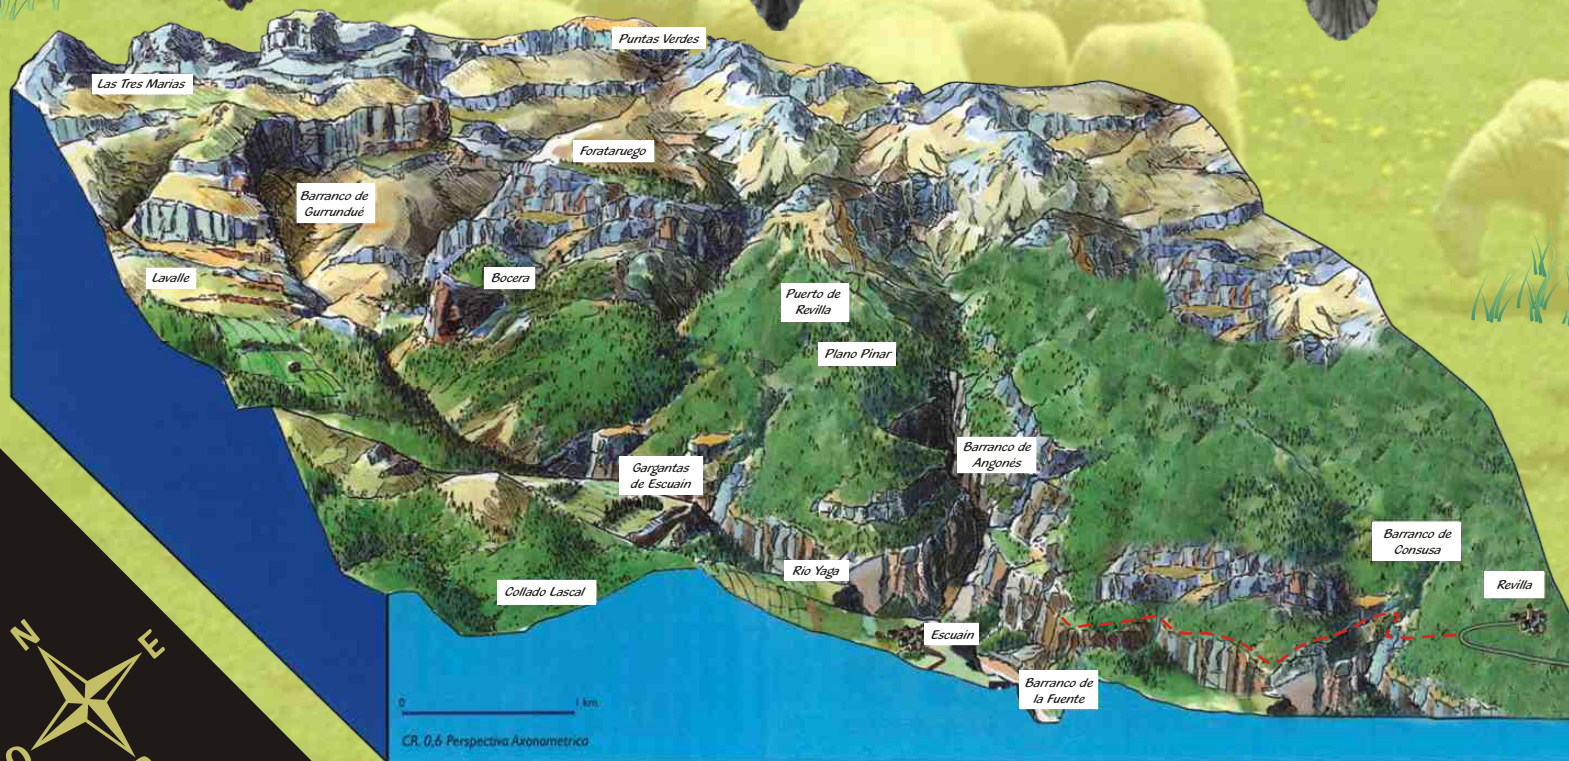 Puntas Verdes
Las Tres Marias
Foratarruego
Barranco de
Gurrundué
Lavalle
Bocera
Puerto de
Revilla
Plano Pinar
Barranco de
Angonés
Gargantas
de Escuain
Barranco de
Consusa
Rio Yaga
Revilla
Collado Lascal
Escuain
Barranco de
la Fuente
N
E
O
0
1 km.
CR. 0,6 Perspectiva Axonometrica